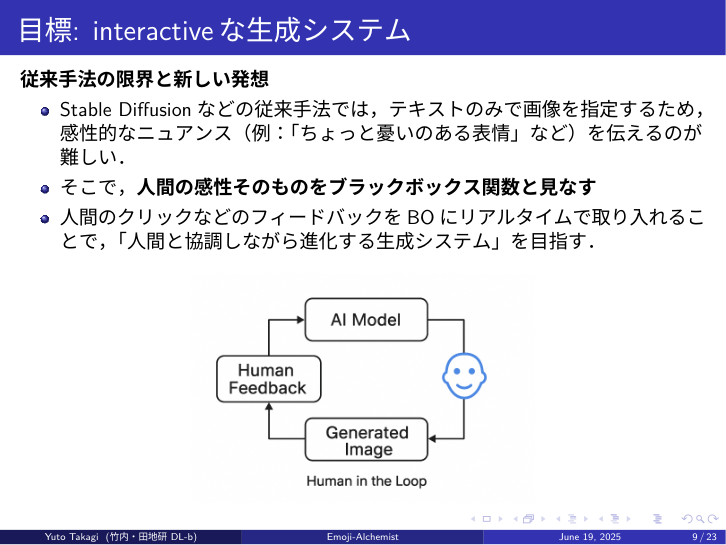 目標: interactive な生成システム
従来手法の限界と新しい発想
Stable Diffusion などの従来手法では，テキストのみで画像を指定するため，
感性的なニュアンス（例：「ちょっと憂いのある表情」など）を伝えるのが
難しい．
そこで，人間の感性そのものをブラックボックス関数と見なす
人間のクリックなどのフィードバックを BO にリアルタイムで取り入れるこ
とで，「人間と協調しながら進化する生成システム」を目指す．
AI Model
Human
Feedback
Generated
Image
Human in the Loop
Yuto Takagi (竹内・田地研 DL-b)
Emoji-Alchemist
June 19, 2025
9 / 23